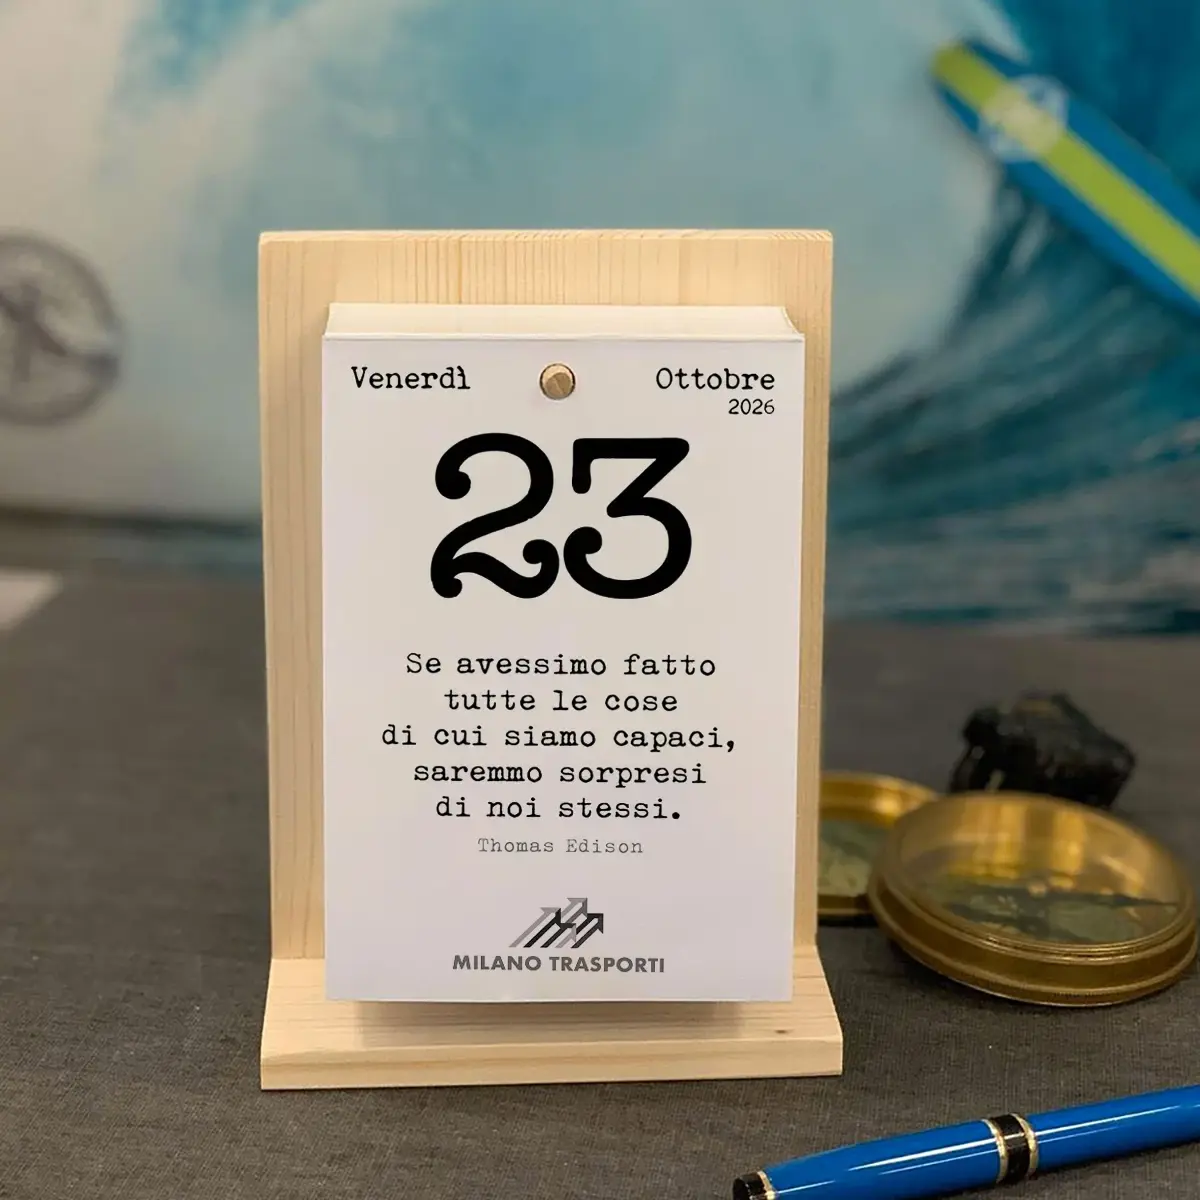 Venerdì
Ottobre
2026
23
Se avessimo fatto
tutte le cose
di cui siamo capaci,
saremmo sorpresi
di noi stessi.
Thomas Edison
MILANO TRASPORTI